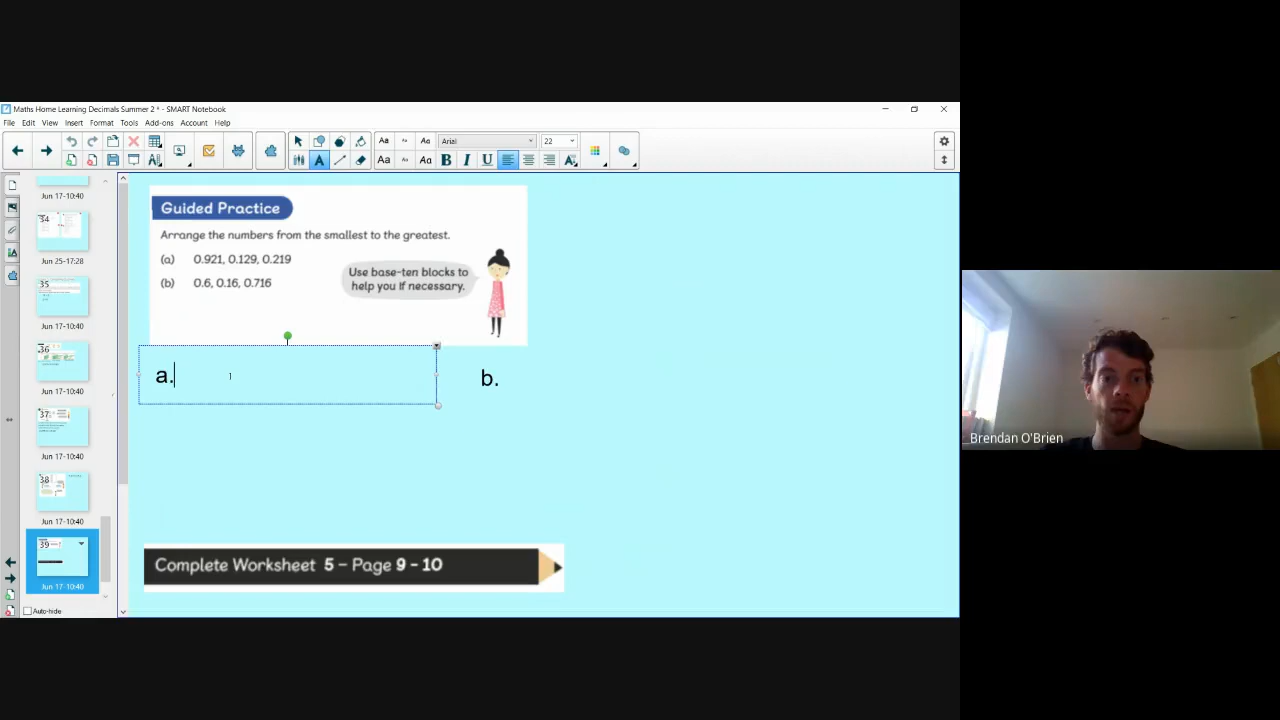 Maths Home Learning Decimals Summer 2 * - SMART Notebook
File Edit View Insert Format Tools Add-ons Account Help
Arial 22
Jun 17-10:40
34
Jun 25-17:28
35
Jun 17-10:40
36
Jun 17-10:40
37
Jun 17-10:40
38
Jun 17-10:40
39
Jun 17-10:40
Auto-hide
Guided Practice
Arrange the numbers from the smallest to the greatest.
(a) 0.921, 0.129, 0.219
(b) 0.6, 0.16, 0.716
Use base-ten blocks to
help you If necessary.
a. b.
Complete Worksheet 5 – Page 9 - 10
Brendan O'Brien